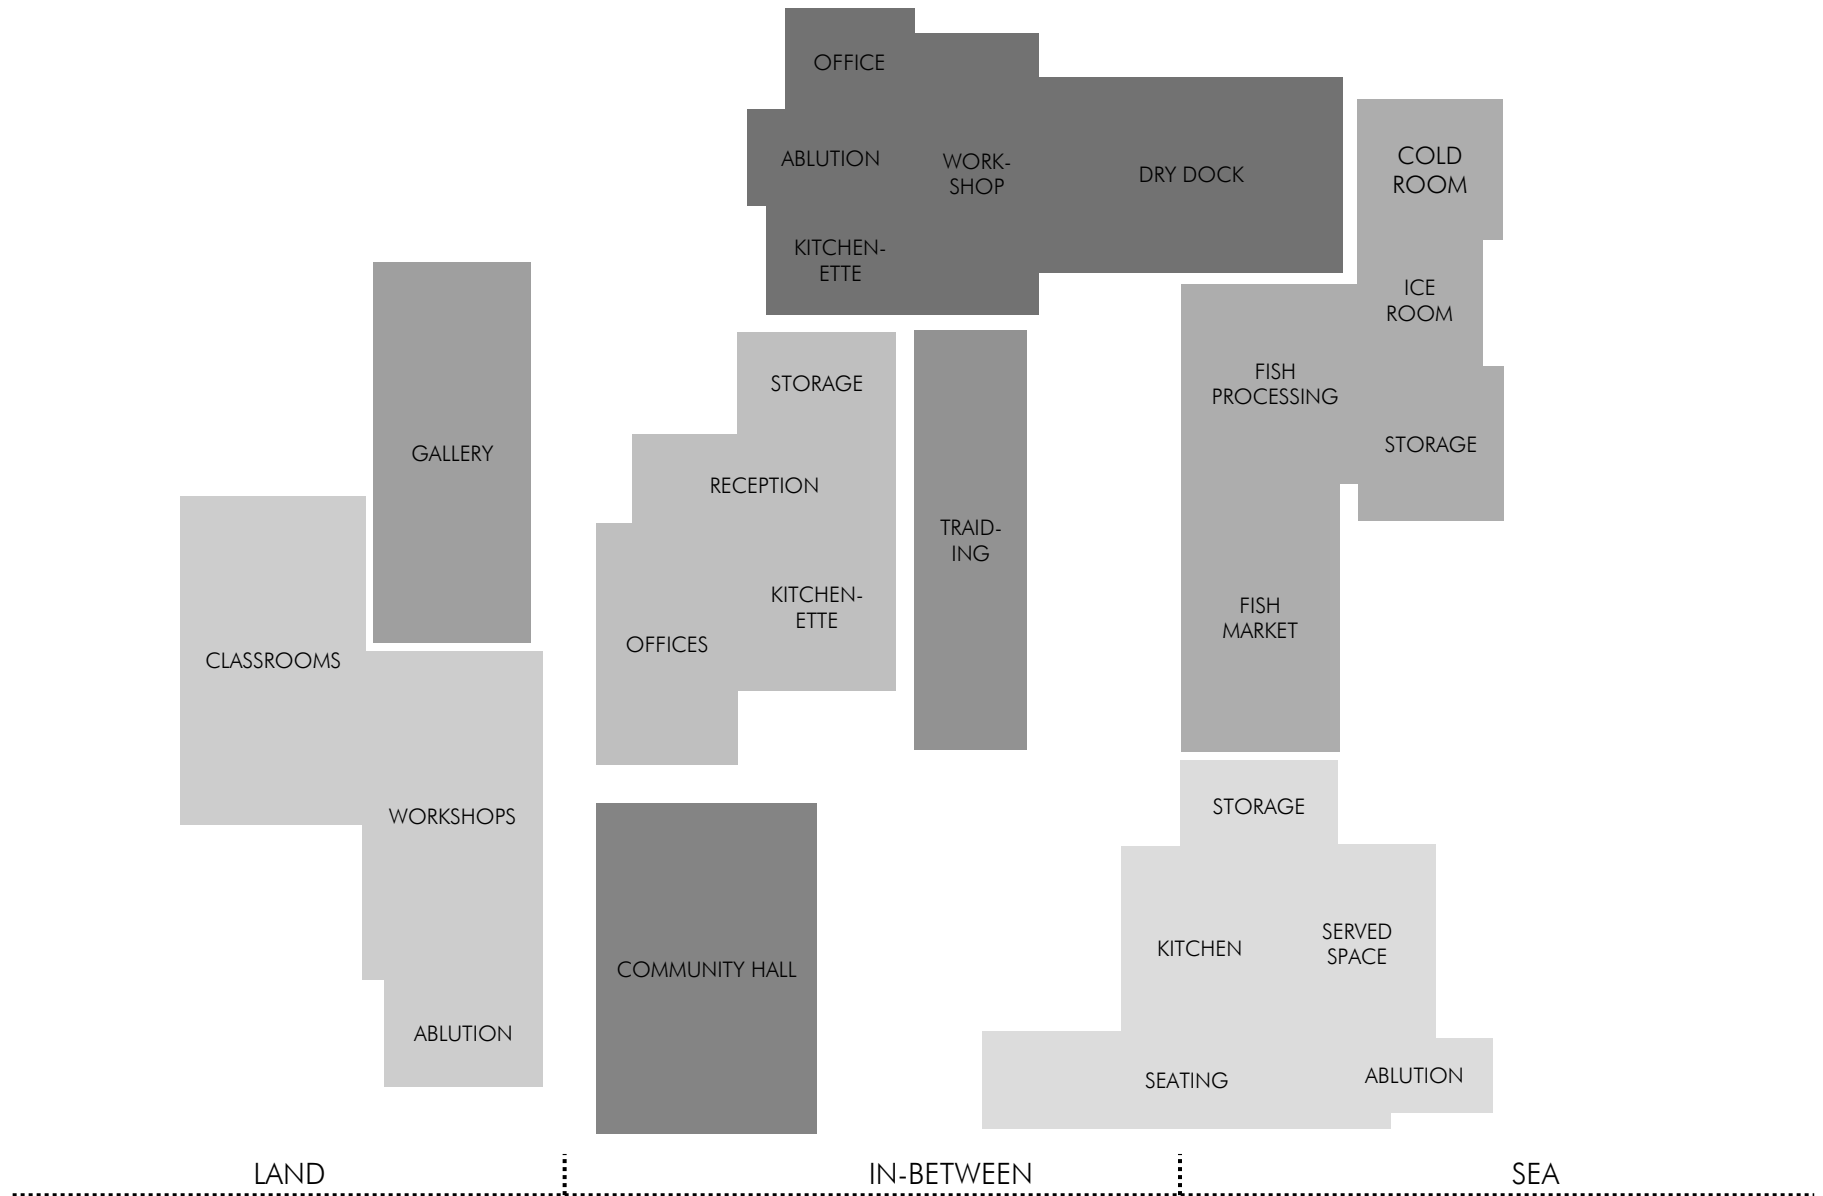 OFFICE
ABLUTION
WORK-
SHOP
DRY DOCK
KITCHEN-
ETTE
COLD
ROOM
ICE
ROOM
FISH
PROCESSING
STORAGE
FISH
MARKET
STORAGE
RECEPTION
KITCHEN-
ETTE
OFFICES
TRAID-
ING
GALLERY
CLASSROOMS
WORKSHOPS
ABLUTION
COMMUNITY HALL
STORAGE
KITCHEN
SERVED
SPACE
SEATING
ABLUTION
LAND
IN-BETWEEN
SEA